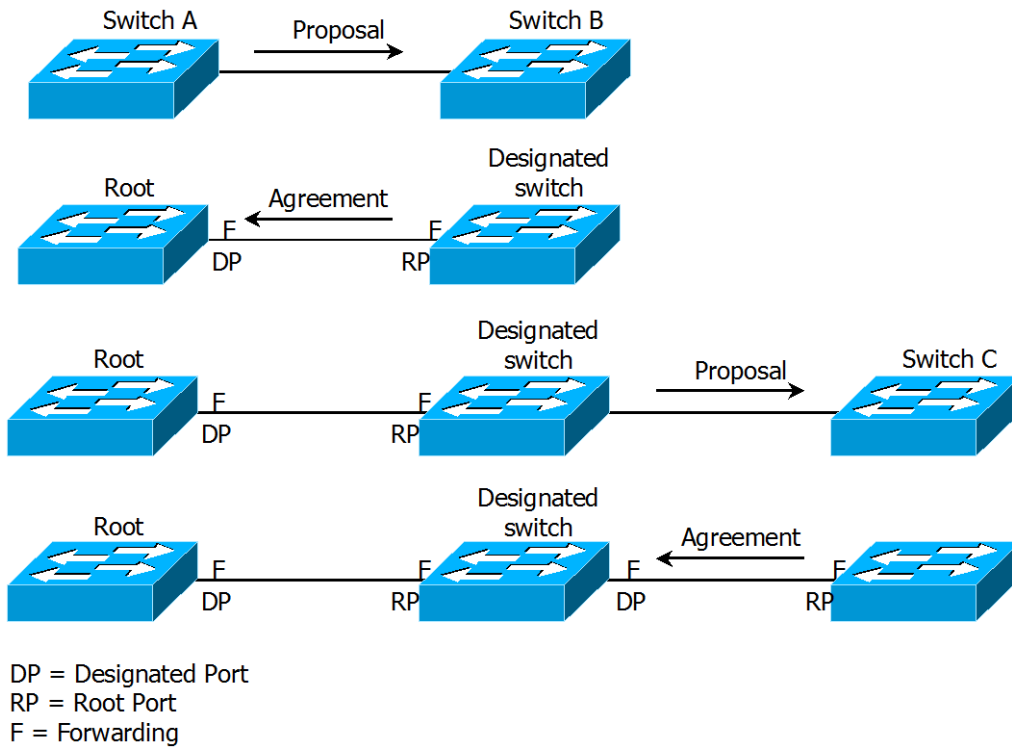 Switch A
Proposal
Switch B
Root
Agreement
Designated
switch
F
F
DP
RP
Root
Designated
switch
Proposal
Switch C
F
F
DP
RP
Root
Designated
switch
Agreement
F
F
F
F
DP
RP
DP
RP
DP = Designated Port
RP = Root Port
F = Forwarding